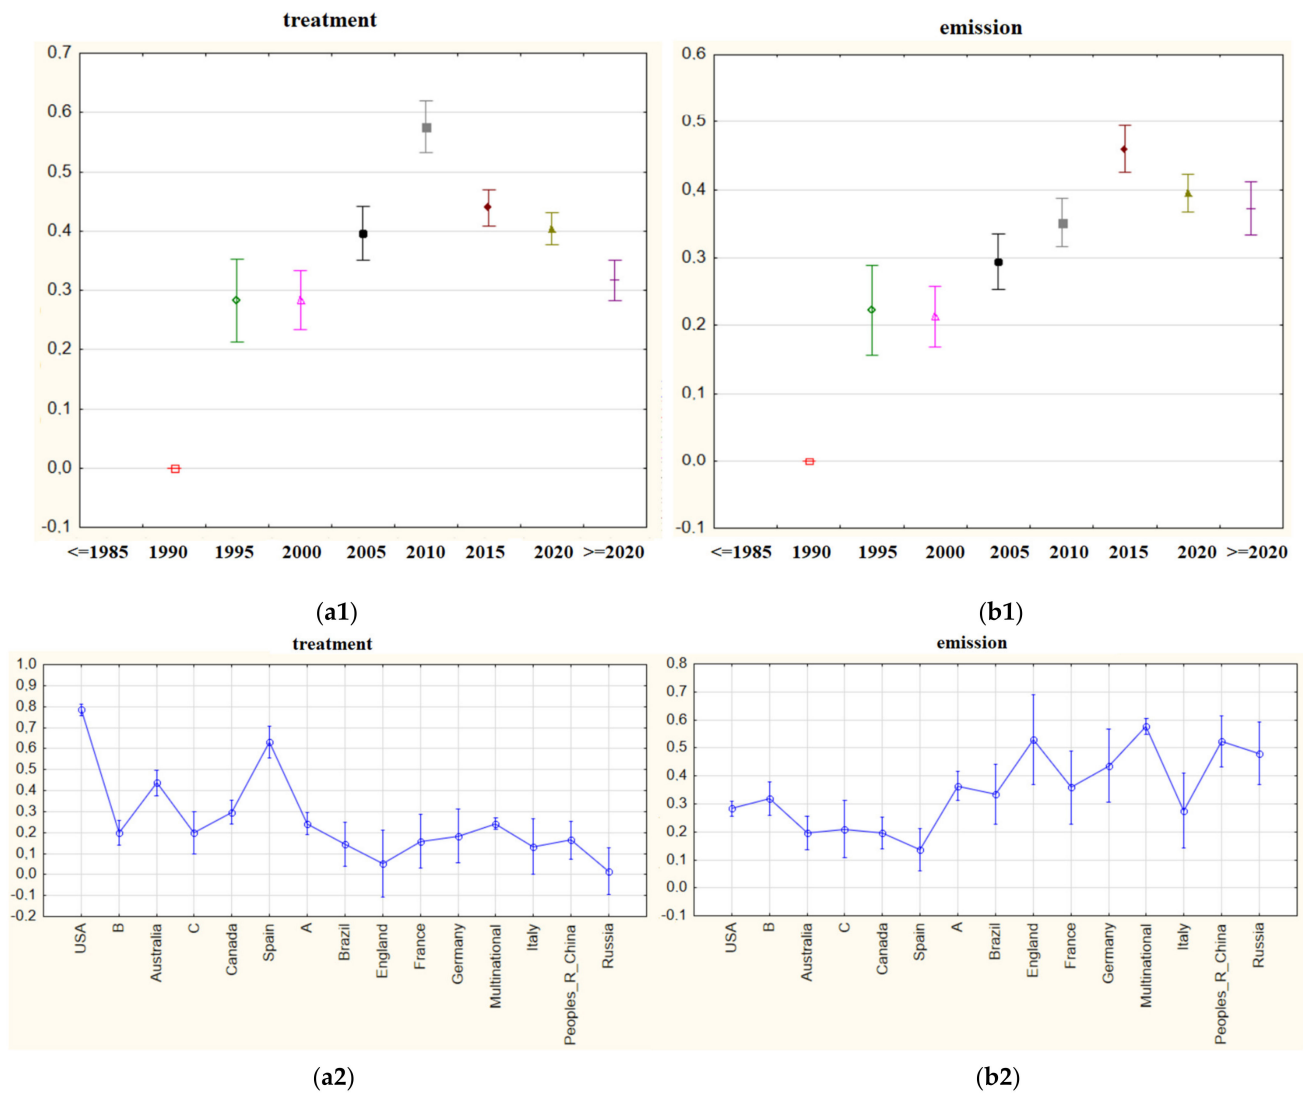 treatment
0.7
0.6
0.5
0.4
0.3
0.2
0.1
0.0
-0.1
<=1985 1990 1995 2000 2005 2010 2015 2020 >=2020
(a1)
emission
0.6
0.5
0.4
0.3
0.2
0.1
0.0
-0.1
<=1985 1990 1995 2000 2005 2010 2015 2020 >=2020
(b1)
treatment
1.0
0.9
0.8
0.7
0.6
0.5
0.4
0.3
0.2
0.1
0.0
-0.1
-0.2
USA
B
Australia
C
Canada
Spain
A
Brazil
England
France
Germany
Multinational
Italy
Peoples_R_China
Russia
(a2)
emission
0.8
0.7
0.6
0.5
0.4
0.3
0.2
0.1
0.0
-0.1
USA
B
Australia
C
Canada
Spain
A
Brazil
England
France
Germany
Multinational
Italy
Peoples_R_China
Russia
(b2)